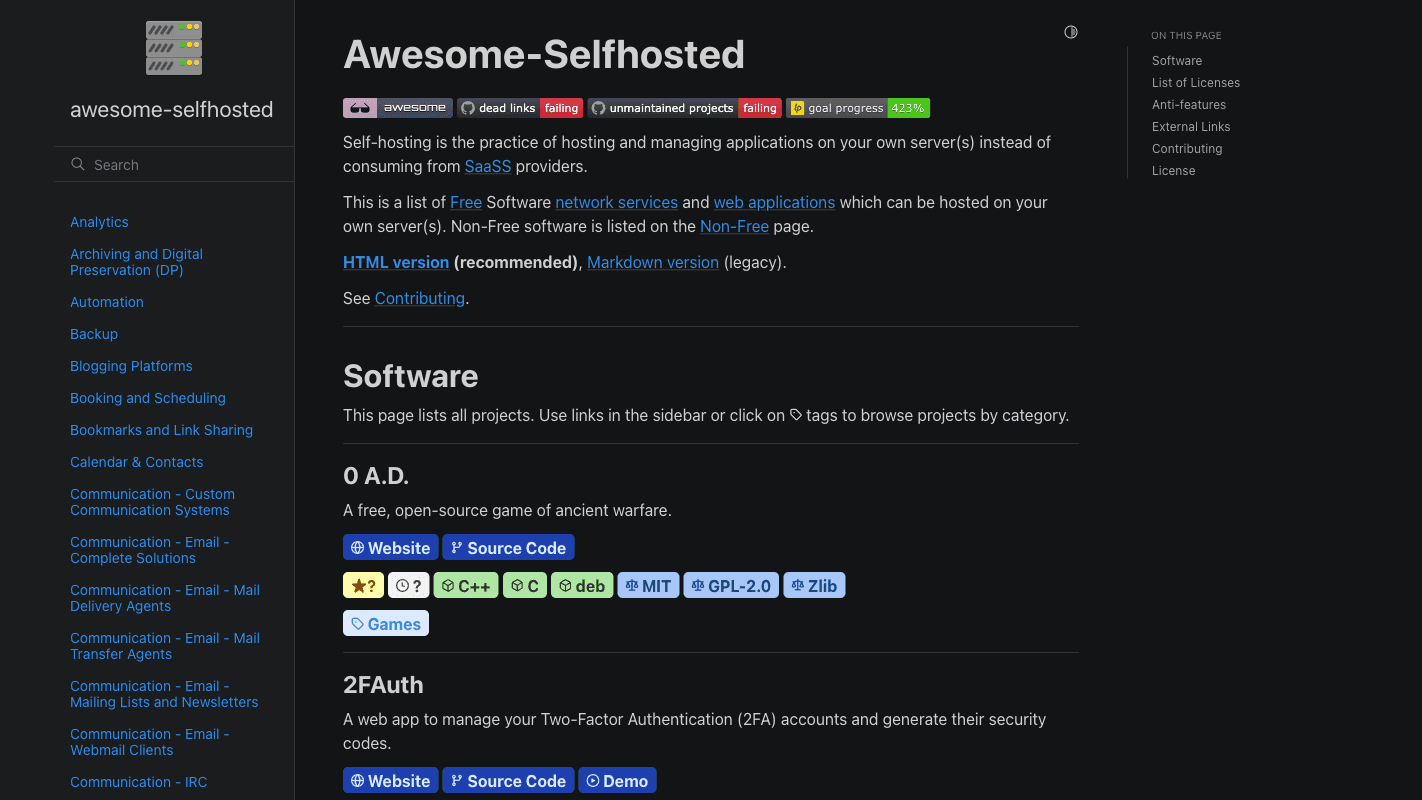 awesome-selfhosted
Search
Analytics
Archiving and Digital
Preservation (DP)
Automation
Backup
Blogging Platforms
Booking and Scheduling
Bookmarks and Link Sharing
Calendar & Contacts
Communication - Custom
Communication Systems
Communication - Email -
Complete Solutions
Communication - Email - Mail
Delivery Agents
Communication - Email - Mail
Transfer Agents
Communication - Email -
Mailing Lists and Newsletters
Communication - Email -
Webmail Clients
Communication - IRC
Awesome-Selfhosted
awesome dead links failing unmaintained projects failing goal progress 423%
Self-hosting is the practice of hosting and managing applications on your own server(s) instead of
consuming from SaaSS providers.
This is a list of Free Software network services and web applications which can be hosted on your
own server(s). Non-Free software is listed on the Non-Free page.
HTML version (recommended), Markdown version (legacy).
See Contributing.
Software
This page lists all projects. Use links in the sidebar or click on tags to browse projects by category.
0 A.D.
A free, open-source game of ancient warfare.
Website Source Code
★? ? C++ C deb MIT GPL-2.0 Zlib
Games
2FAuth
A web app to manage your Two-Factor Authentication (2FA) accounts and generate their security
codes.
Website Source Code Demo
ON THIS PAGE
Software
List of Licenses
Anti-features
External Links
Contributing
License